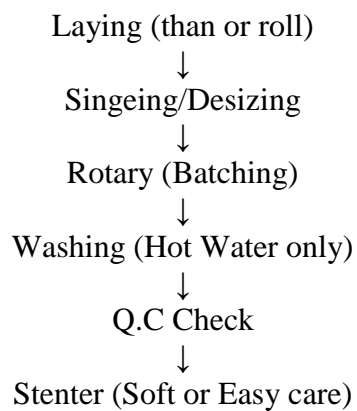 Laying (than or roll)
↓
Singeing/Desizing
↓
Rotary (Batching)
↓
Washing (Hot Water only)
↓
Q.C Check
↓
Stenter (Soft or Easy care)